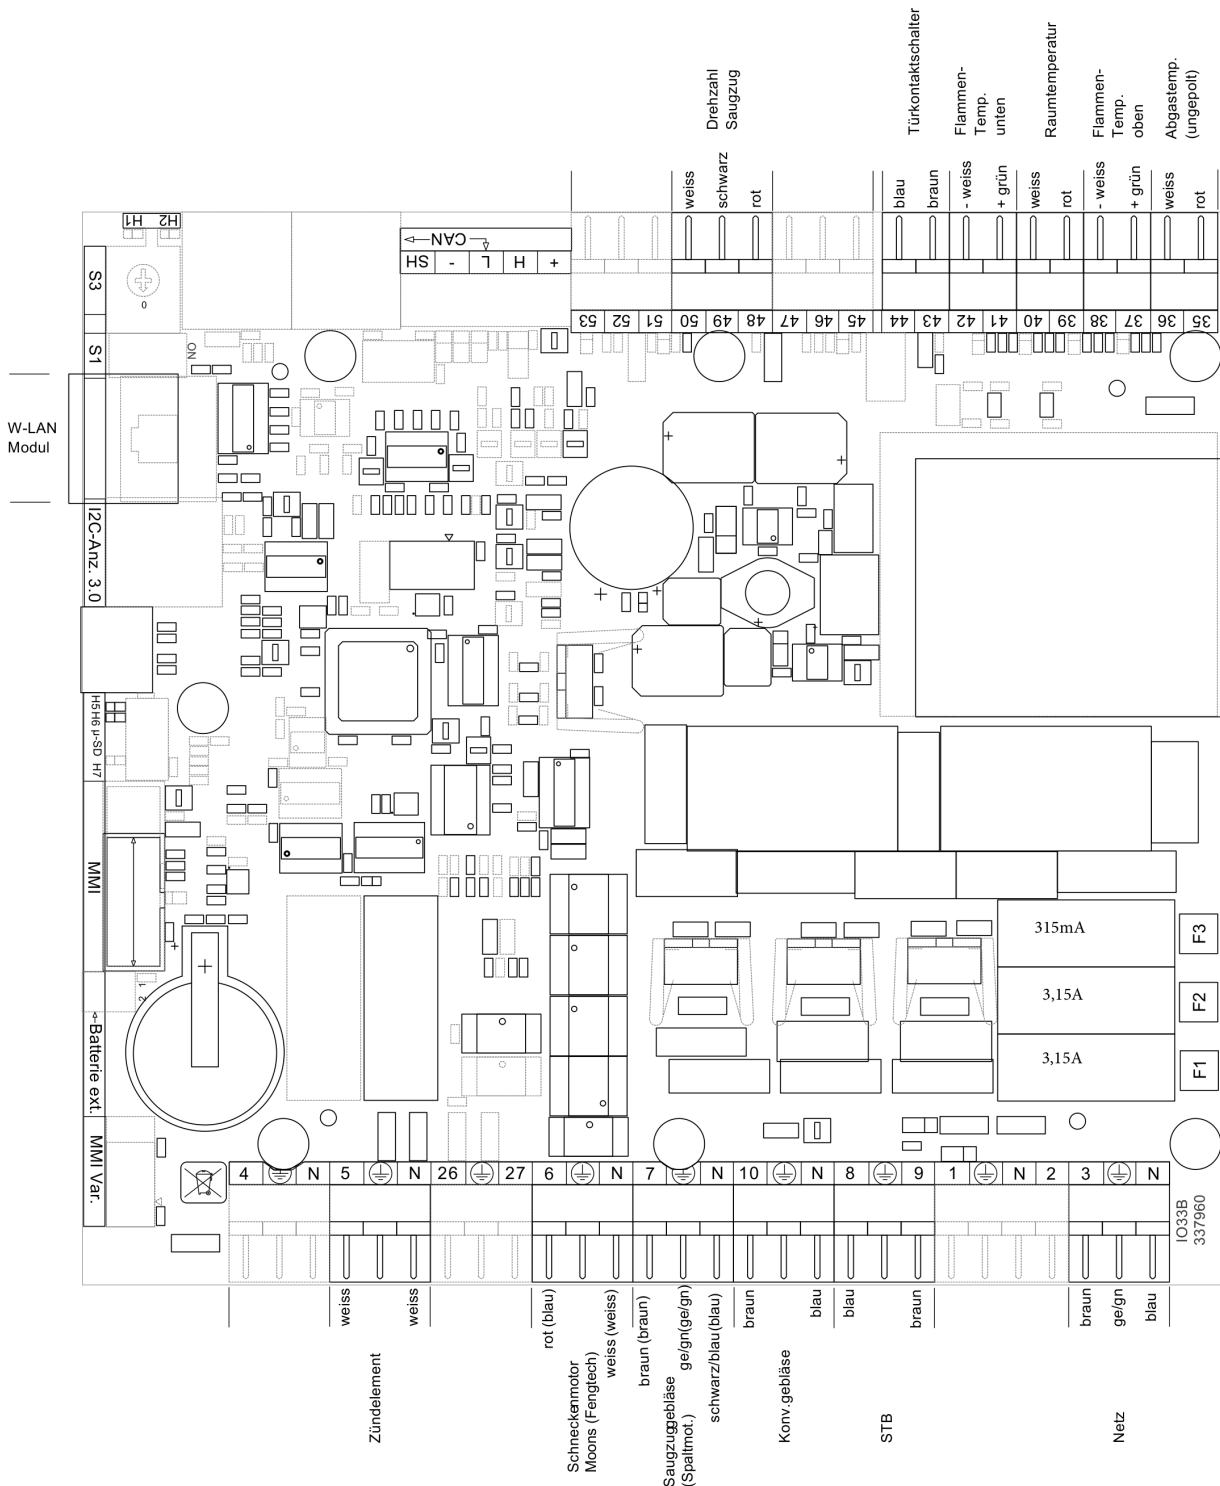 Drehzahl
Saugzug
Türkontaktschalter
Flammen-
Temp.
unten
Raumtemperatur
Flammen-
Temp.
oben
Abgastemp.
(ungepolt)
weiss
schwarz
rot
blau
braun
- weiss
+ grün
weiss
rot
- weiss
+ grün
weiss
rot
H1
H2
CAN
SH
-
L
H
+
53
52
51
50
49
48
47
46
45
44
43
42
41
40
39
38
37
36
35
S3
0
S1
ON
W-LAN
Modul
I2C-Anz. 3.0
H5H6 µ-SD H7
MMI
2 1
Batterie ext.
MMI Var.
315mA
F3
3,15A
F2
3,15A
F1
4
N
5
N
26
27
6
N
7
N
10
N
8
9
1
N
2
3
N
IO33B
337960
weiss
weiss
rot (blau)
weiss (weiss)
braun (braun)
ge/gn(ge/gn)
schwarz/blau(blau)
braun
blau
blau
braun
braun
ge/gn
blau
Zündelement
Schneckenmotor
Moons (Fengtech)
Saugzuggebläse
(Spaltmot.)
Konv.gebläse
STB
Netz